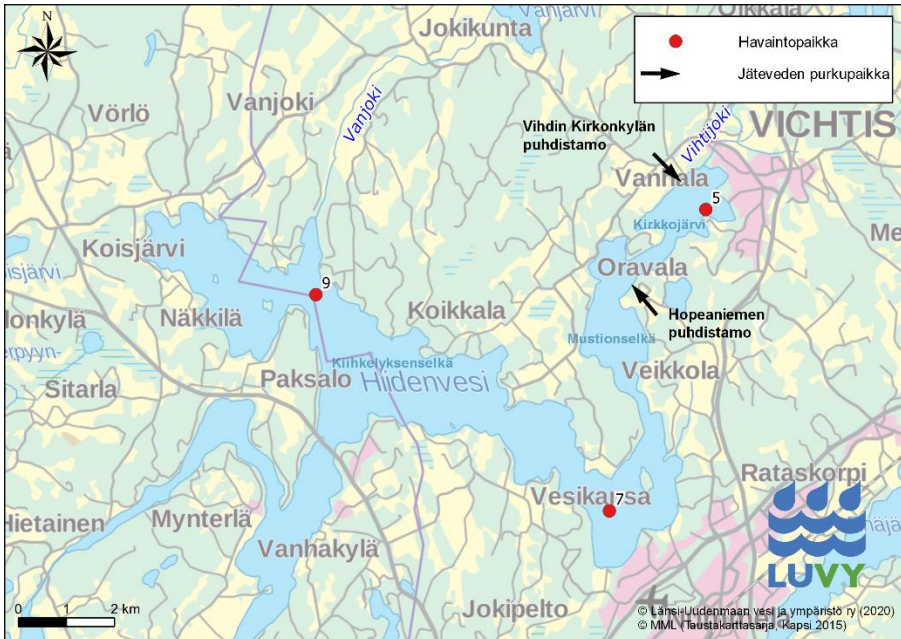 N
Havaintopaikka
Jäteveden purkupaikka
Jokikunta
Vanjärvi
Vanjoki
Vanjoki
Vörlö
Vihdin Kirkonkylän
puhdistamo
Vihtijoki
VICHTIS
Vanhala
5
Kirkkojärvi
Koisjärvi
Oravala
9
Näkkilä
Koikkala
Hopeaniemen
puhdistamo
Mustionselkä
Kiihkelyksenselkä
Sitarla
Paksalo
Hiidenvesi
Veikkola
Rataskorpi
Vesikansa
7
Hietainen
Mynterlä
Vanhakylä
LUVY
Jokipelto
0 1 2 km
© Länsi-Uudenmaan vesi ja ympäristö ry (2020)
© MML (Taustakarttasarja, Kapsi 2015)